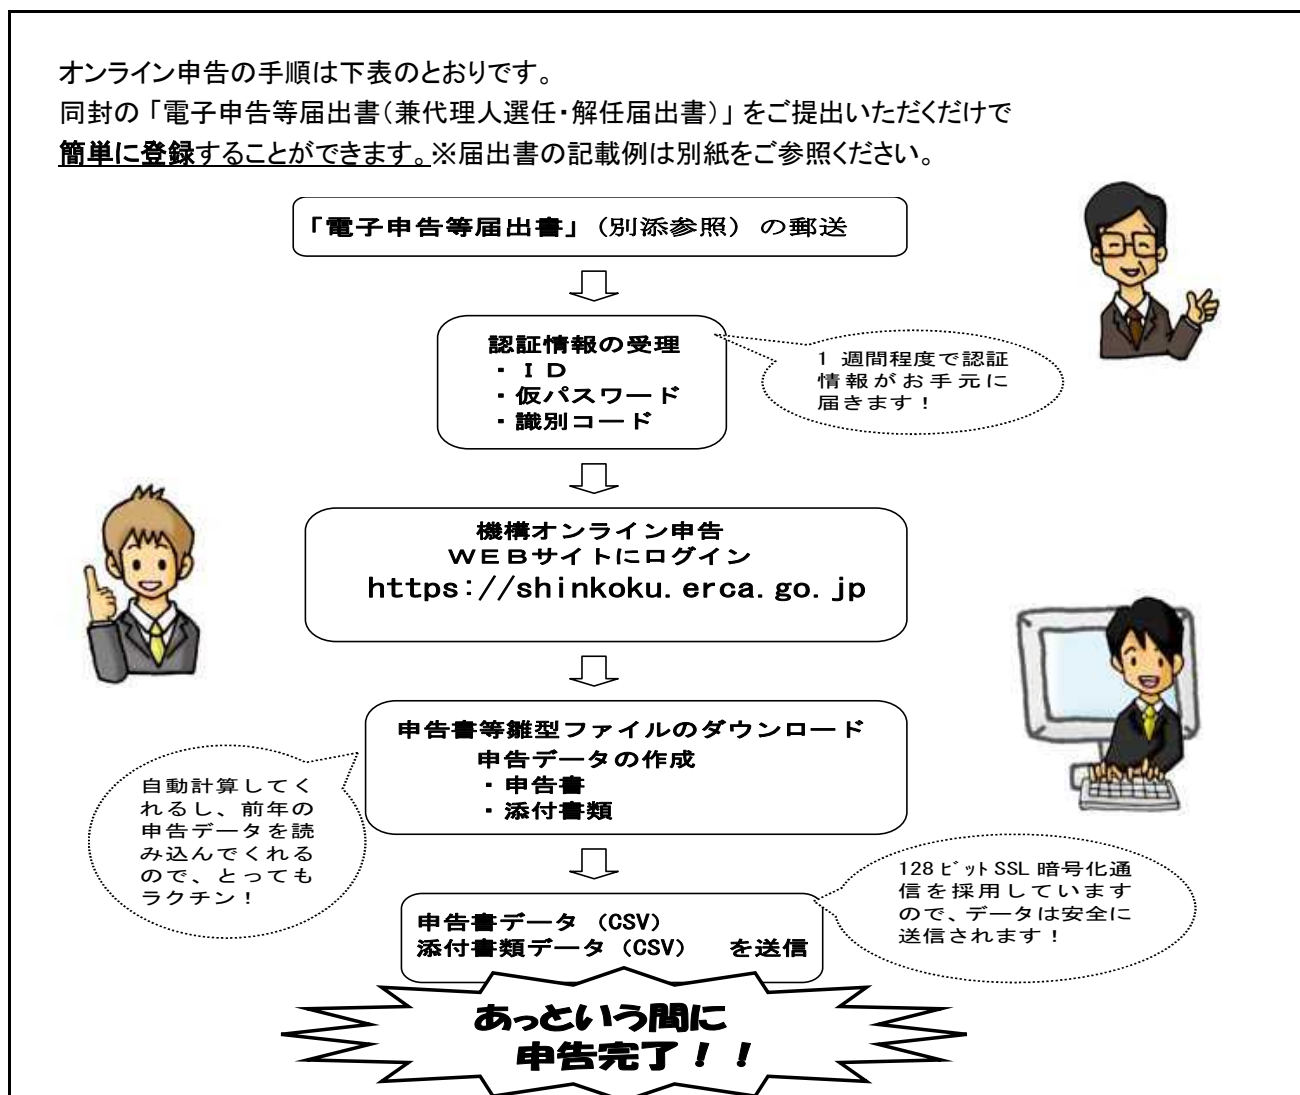 オンライン申告の手順は下表のとおりです。
同封の「電子申告等届出書（兼代理人選任・解任届出書）」をご提出いただくだけで
簡単に登録することができます。※届出書の記載例は別紙をご参照ください。
「電子申告等届出書」（別添参照）の郵送
認証情報の受理
・ＩＤ
・仮パスワード
・識別コード
1 週間程度で認証
情報がお手元に
届きます！
機構オンライン申告
ＷＥＢサイトにログイン
https://shinkoku.erca.go.jp
申告書等雛型ファイルのダウンロード
申告データの作成
・申告書
・添付書類
自動計算してく
れるし、前年の
申告データを読
み込んでくれる
ので、とっても
ラクチン！
申告書データ（CSV）
添付書類データ（CSV）　を送信
128 ﾋﾞｯﾄ SSL 暗号化通
信を採用しています
ので、データは安全に
送信されます！
あっという間に
申告完了！！